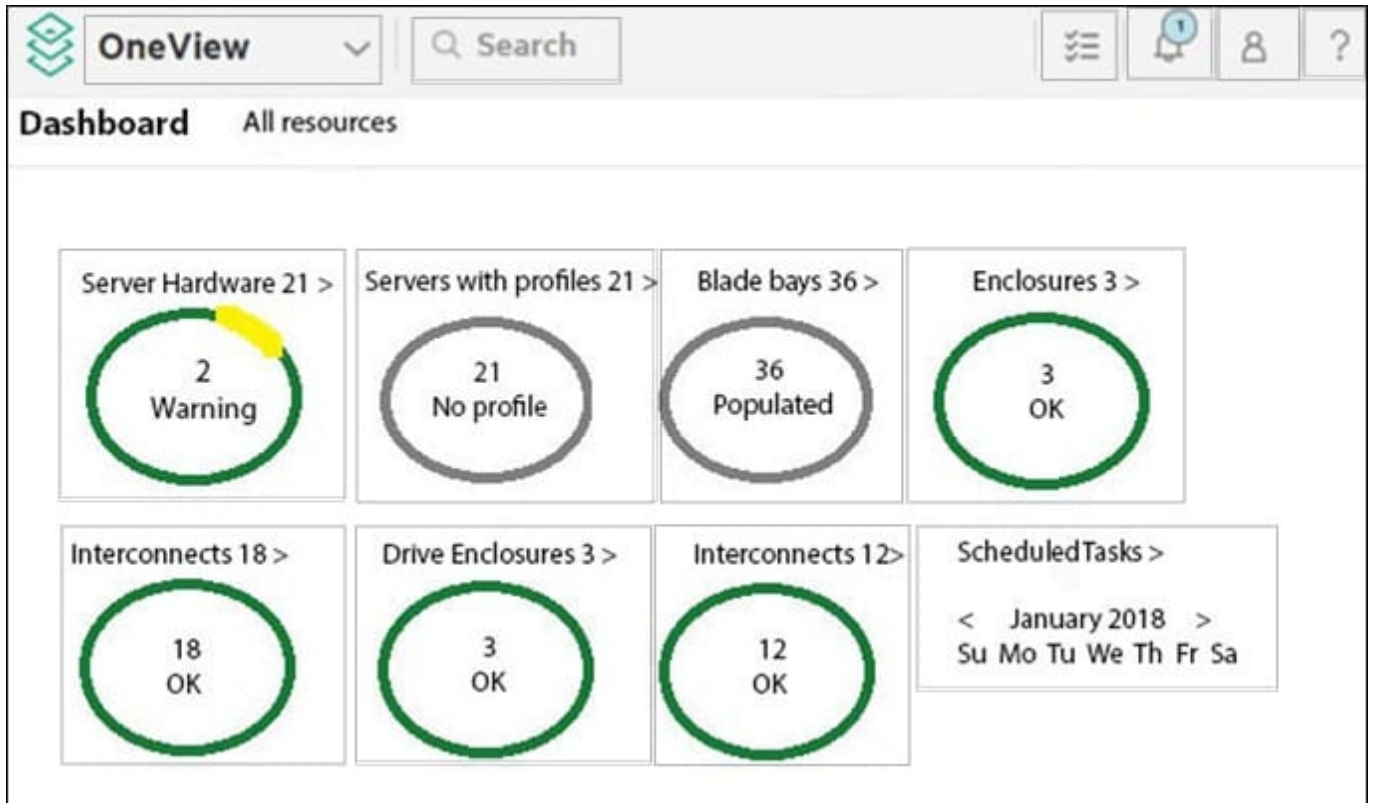 OneView Search 1 ?
Dashboard All resources
Server Hardware 21 >
2
Warning
Servers with profiles 21 >
21
No profile
Blade bays 36 >
36
Populated
Enclosures 3 >
3
OK
Interconnects 18 >
18
OK
Drive Enclosures 3 >
3
OK
Interconnects 12>
12
OK
ScheduledTasks >
< January 2018 >
Su Mo Tu We Th Fr Sa